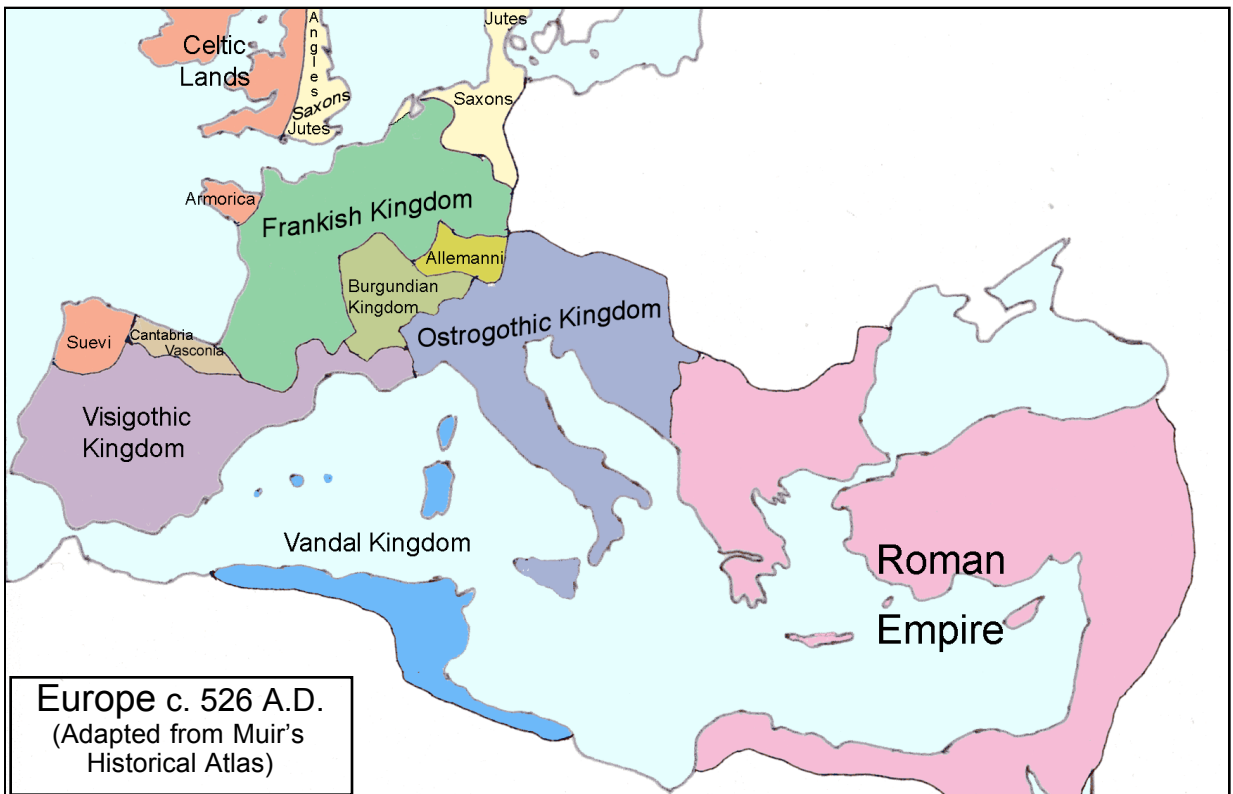 Jutes
Angles
Celtic
Lands
Saxons
Saxons
Jutes
Armorica
Frankish Kingdom
Allemanni
Burgundian
Kingdom
Ostrogothic Kingdom
Suevi
Cantabria
Vasconia
Visigothic
Kingdom
Vandal Kingdom
Roman
Empire
Europe c. 526 A.D.
(Adapted from Muir’s
Historical Atlas)